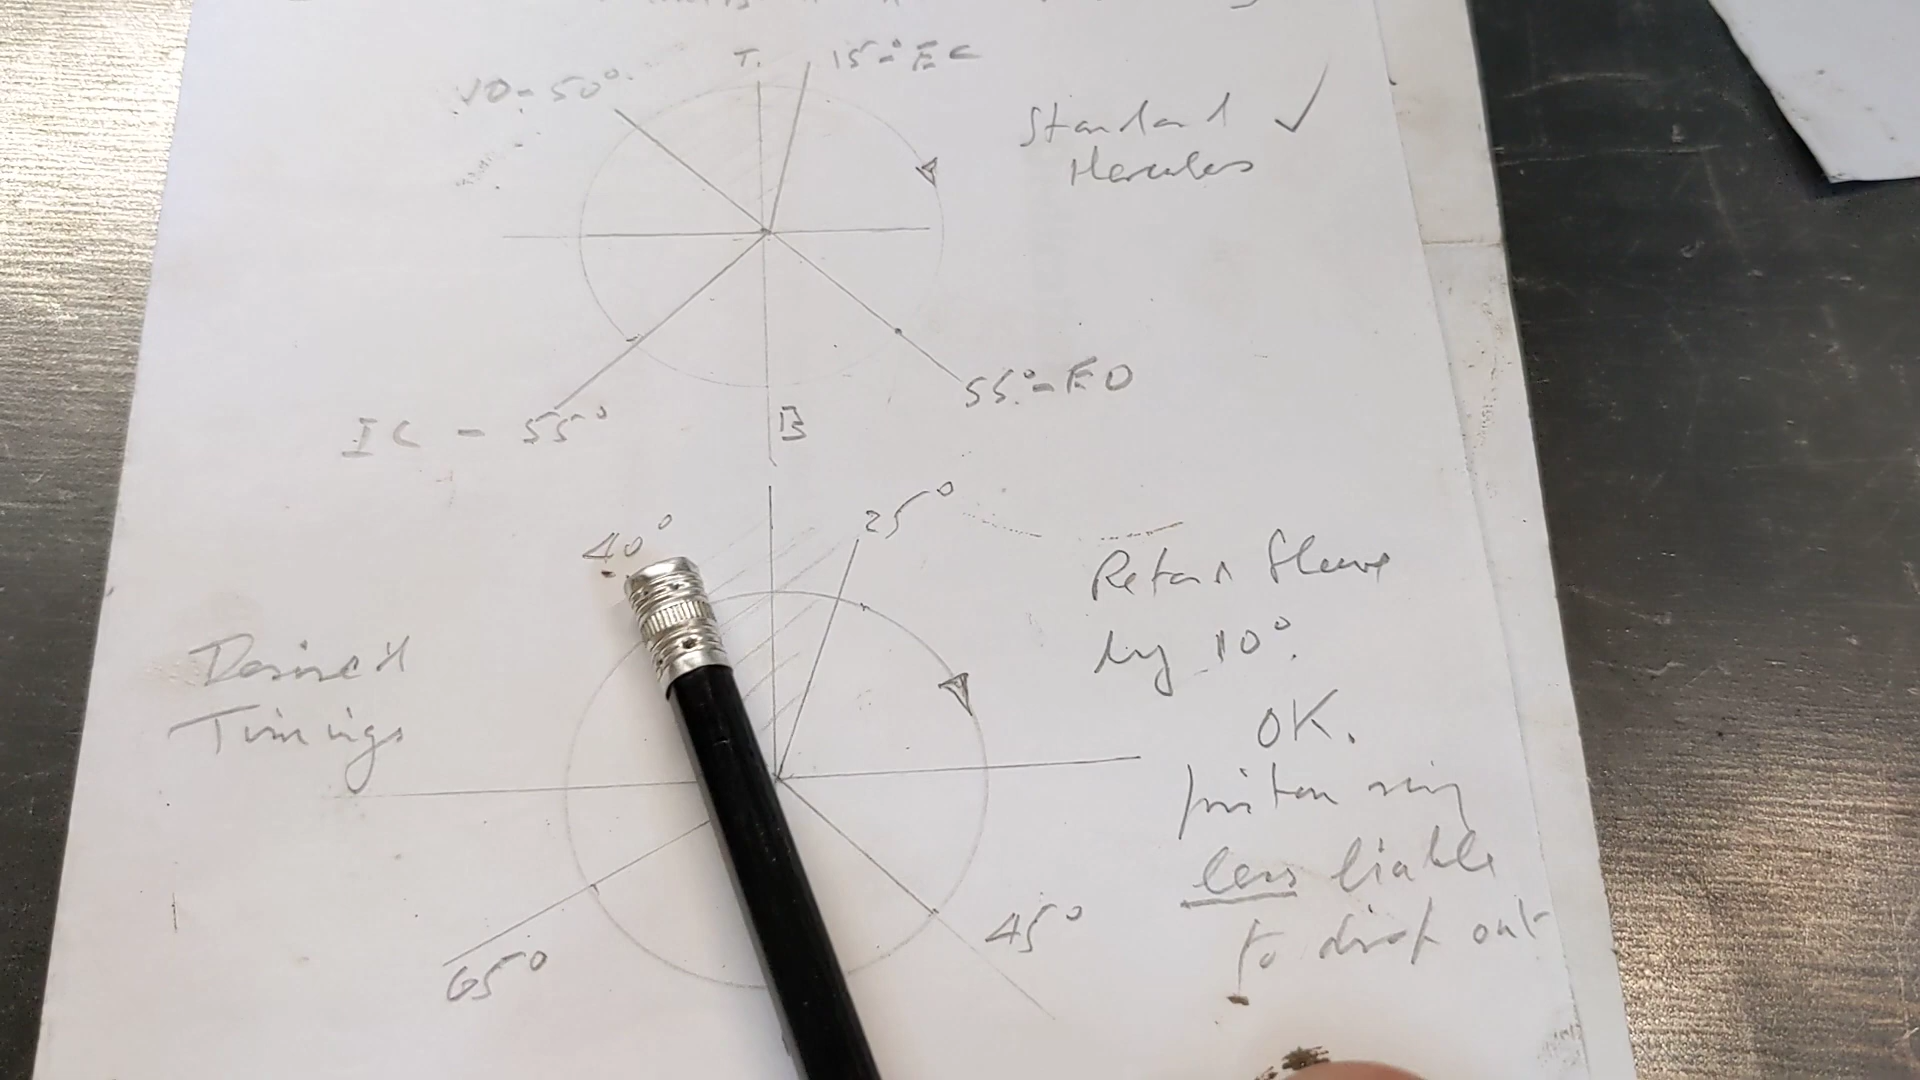 T. 15° EC
IO - 50°
Standard ✓
Hercules
55° - EO
IC - 55°
B
25°
40°
Retard Sleeve
by 10°.
Desired
Timings
OK.
piston ring
less liable
to drop out
45°
65°